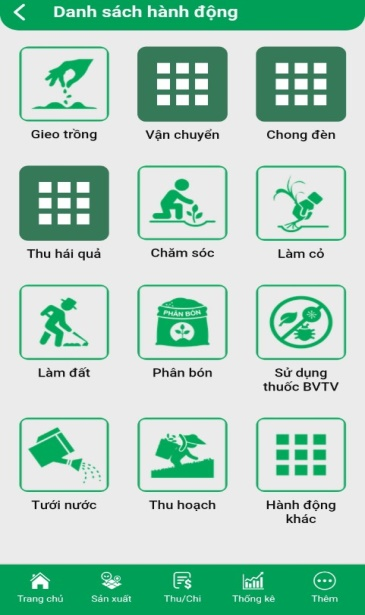 Danh sách hành động
Gieo trồng
Vận chuyển
Chong đèn
Thu hái quả
Chăm sóc
Làm cỏ
Làm đất
PHÂN BÓN
Phân bón
Sử dụng
thuốc BVTV
Tưới nước
Thu hoạch
Hành động
khác
Trang chủ
Sản xuất
Thu/Chi
Thống kê
Thêm